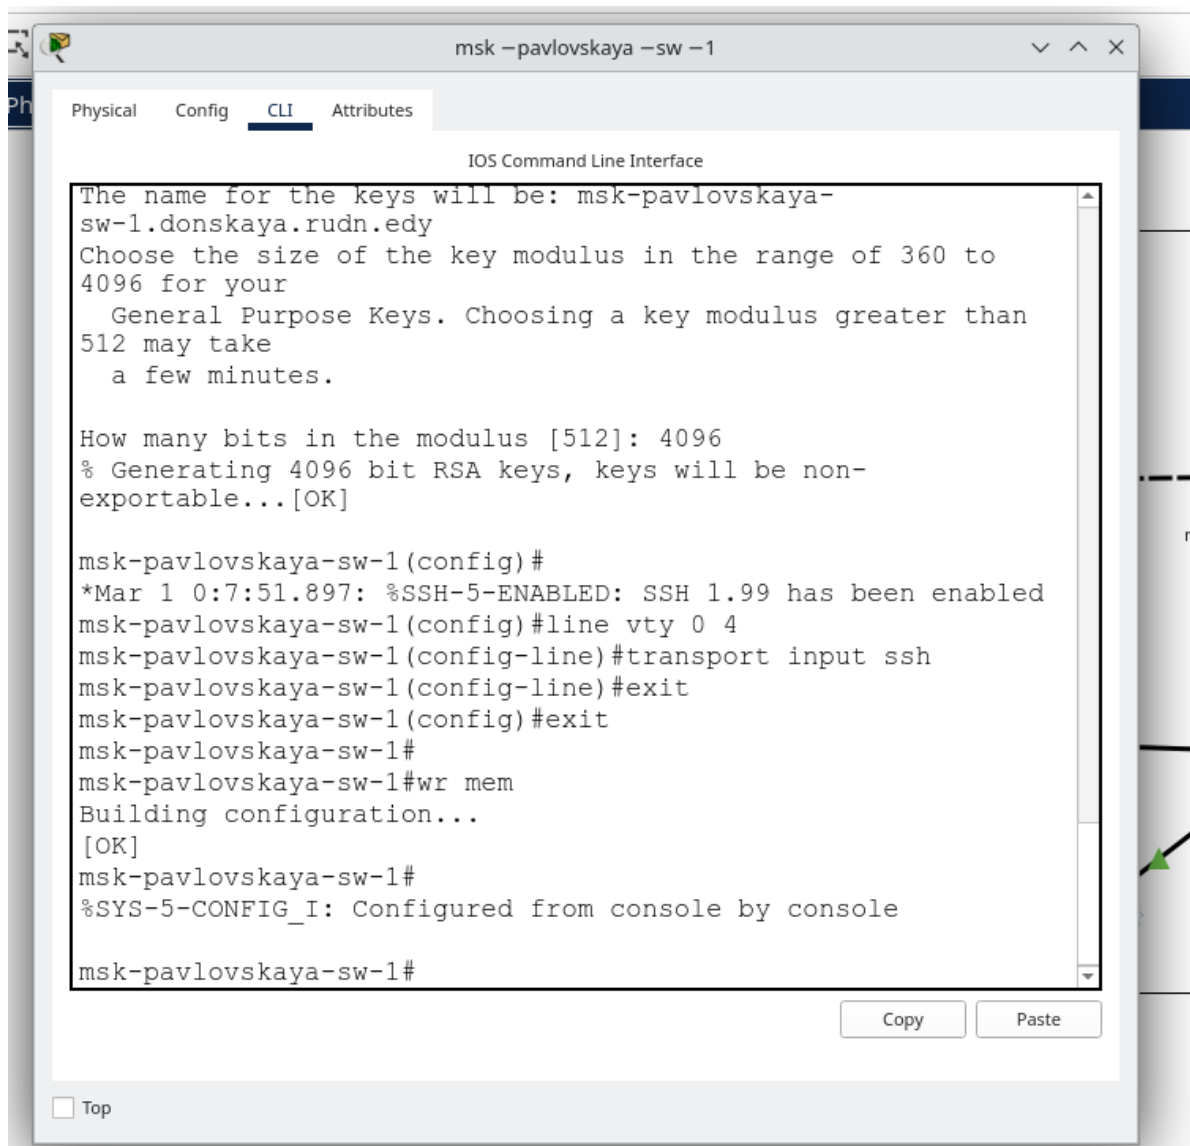 msk –pavlovskaya –sw –1
Ph
Physical Config CLI Attributes
IOS Command Line Interface
The name for the keys will be: msk-pavlovskaya-
sw-1.donskaya.rudn.edy
Choose the size of the key modulus in the range of 360 to
4096 for your
  General Purpose Keys. Choosing a key modulus greater than
512 may take
  a few minutes.
How many bits in the modulus [512]: 4096
% Generating 4096 bit RSA keys, keys will be non-
exportable...[OK]
msk-pavlovskaya-sw-1(config)#
*Mar 1 0:7:51.897: %SSH-5-ENABLED: SSH 1.99 has been enabled
msk-pavlovskaya-sw-1(config)#line vty 0 4
msk-pavlovskaya-sw-1(config-line)#transport input ssh
msk-pavlovskaya-sw-1(config-line)#exit
msk-pavlovskaya-sw-1(config)#exit
msk-pavlovskaya-sw-1#
msk-pavlovskaya-sw-1#wr mem
Building configuration...
[OK]
msk-pavlovskaya-sw-1#
%SYS-5-CONFIG_I: Configured from console by console
msk-pavlovskaya-sw-1#
Copy Paste
Top